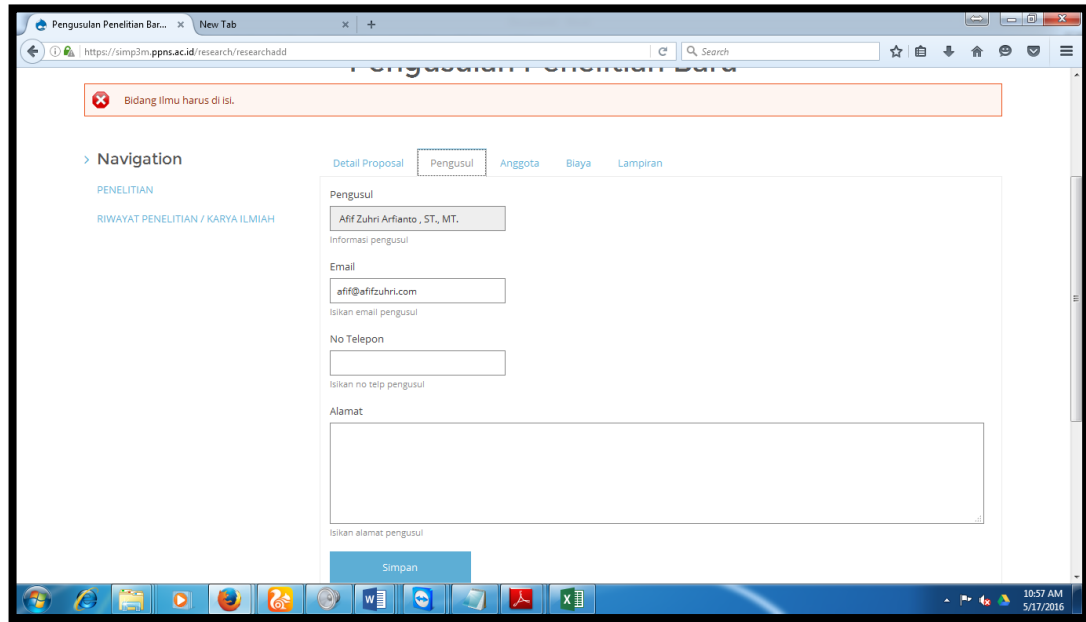 Pengusulan Penelitian Bar...
New Tab
https://simp3m.ppns.ac.id/research/researchadd
Search
Pengusulan Penelitian Baru
Bidang Ilmu harus di isi.
Navigation
PENELITIAN
RIWAYAT PENELITIAN / KARYA ILMIAH
Detail Proposal Pengusul Anggota Biaya Lampiran
Pengusul
Afif Zuhri Arfianto , ST., MT.
Informasi pengusul
Email
afif@afifzuhri.com
Isikan email pengusul
No Telepon
Isikan no telp pengusul
Alamat
Isikan alamat pengusul
Simpan
10:57 AM
5/17/2016